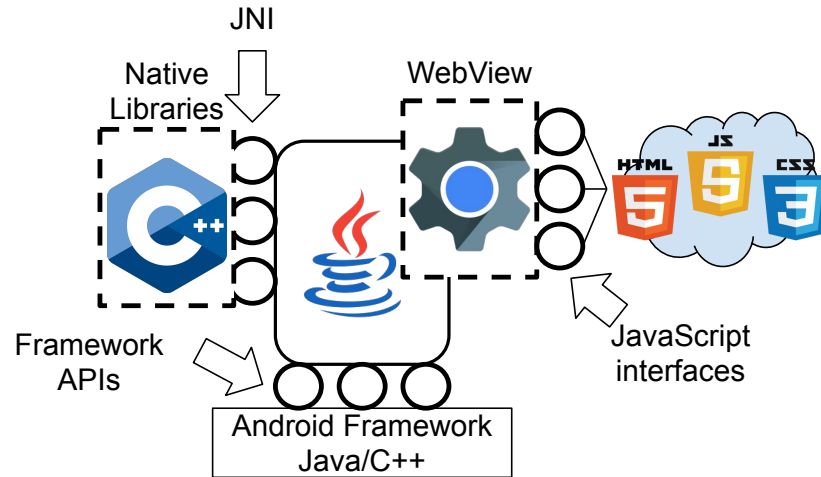 JNI
Native
Libraries
WebView
++
HTML
5
JS
5
CSS
3
Framework
APIs
JavaScript
interfaces
Android Framework
Java/C++